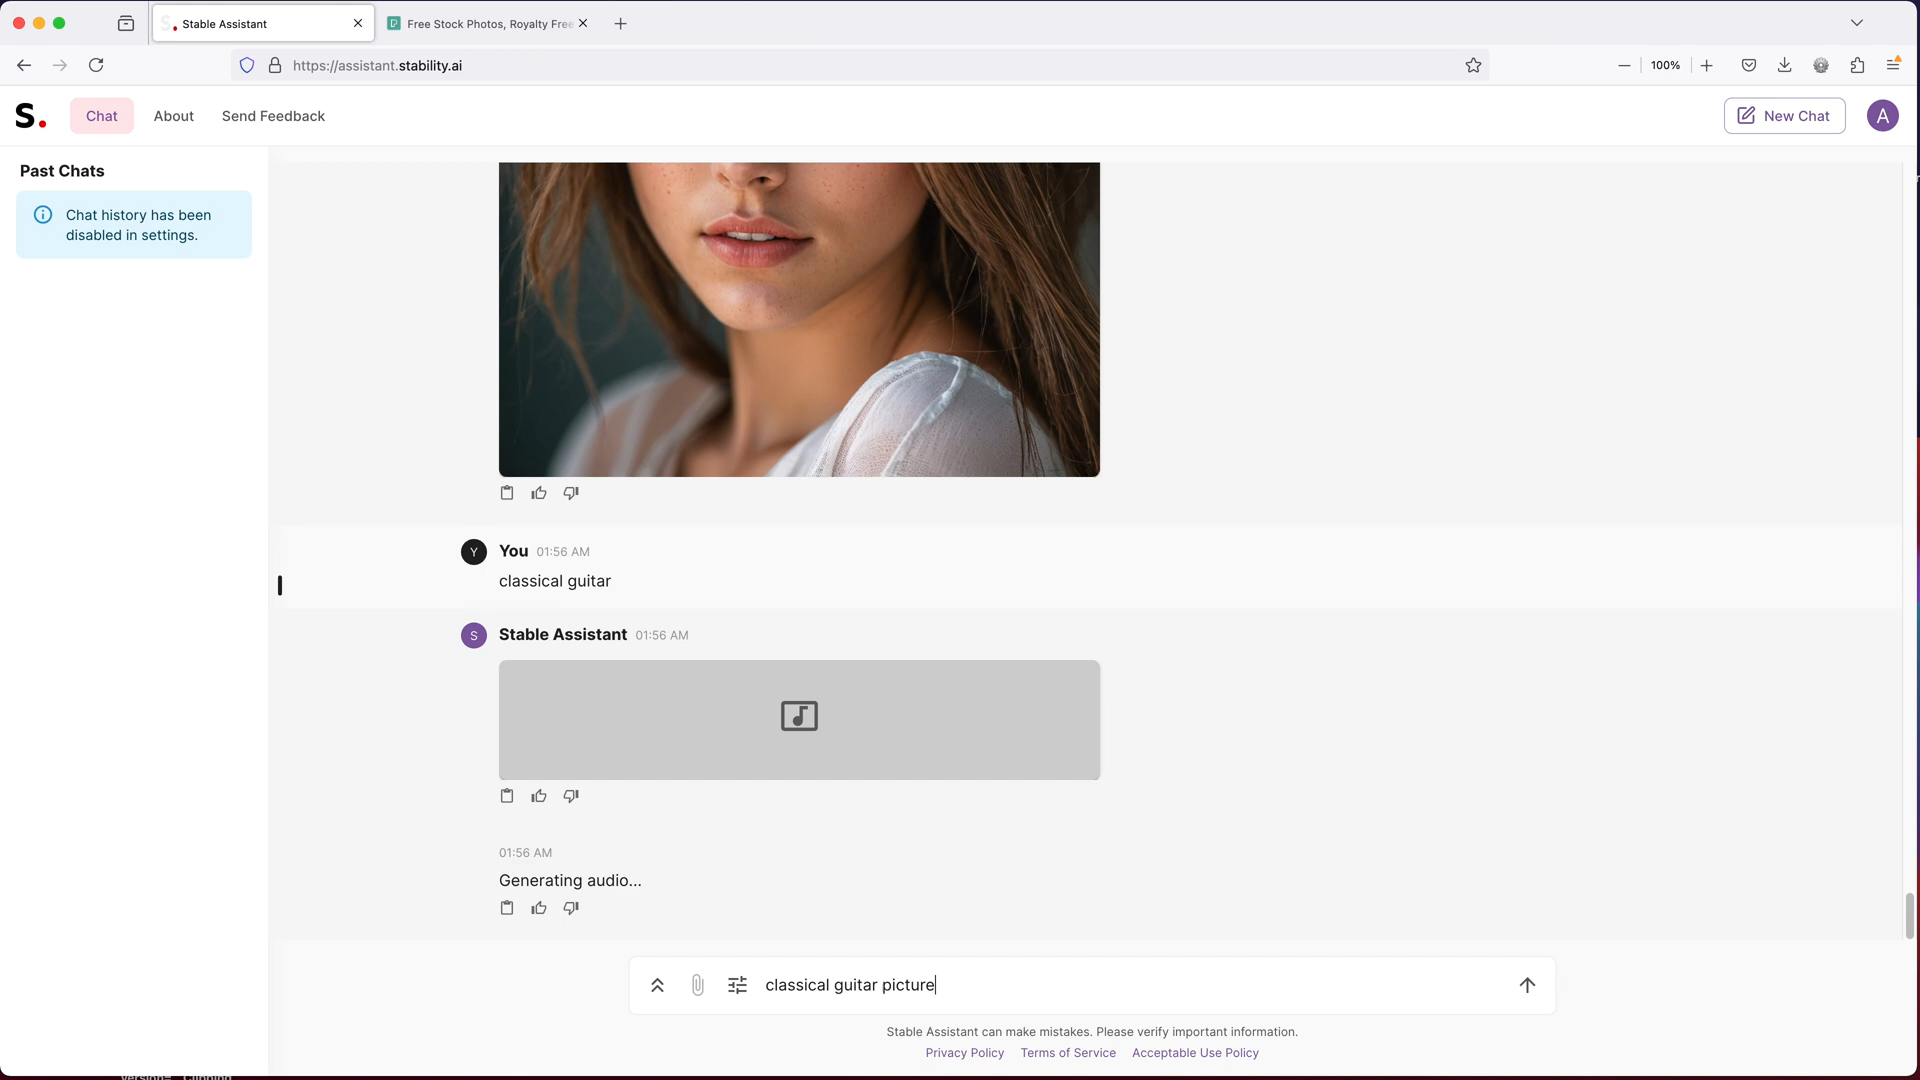 Stable Assistant
Free Stock Photos, Royalty Free
https://assistant.stability.ai
100%
S.
Chat
About
Send Feedback
New Chat
A
Past Chats
Chat history has been
disabled in settings.
Y
You 01:56 AM
classical guitar
S
Stable Assistant 01:56 AM
01:56 AM
Generating audio...
classical guitar picture
Stable Assistant can make mistakes. Please verify important information.
Privacy Policy Terms of Service Acceptable Use Policy